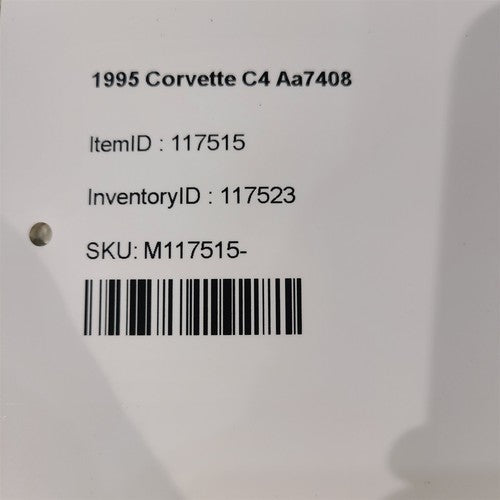 1995 Corvette C4 Aa7408
ItemID : 117515
InventoryID : 117523
SKU: M117515-